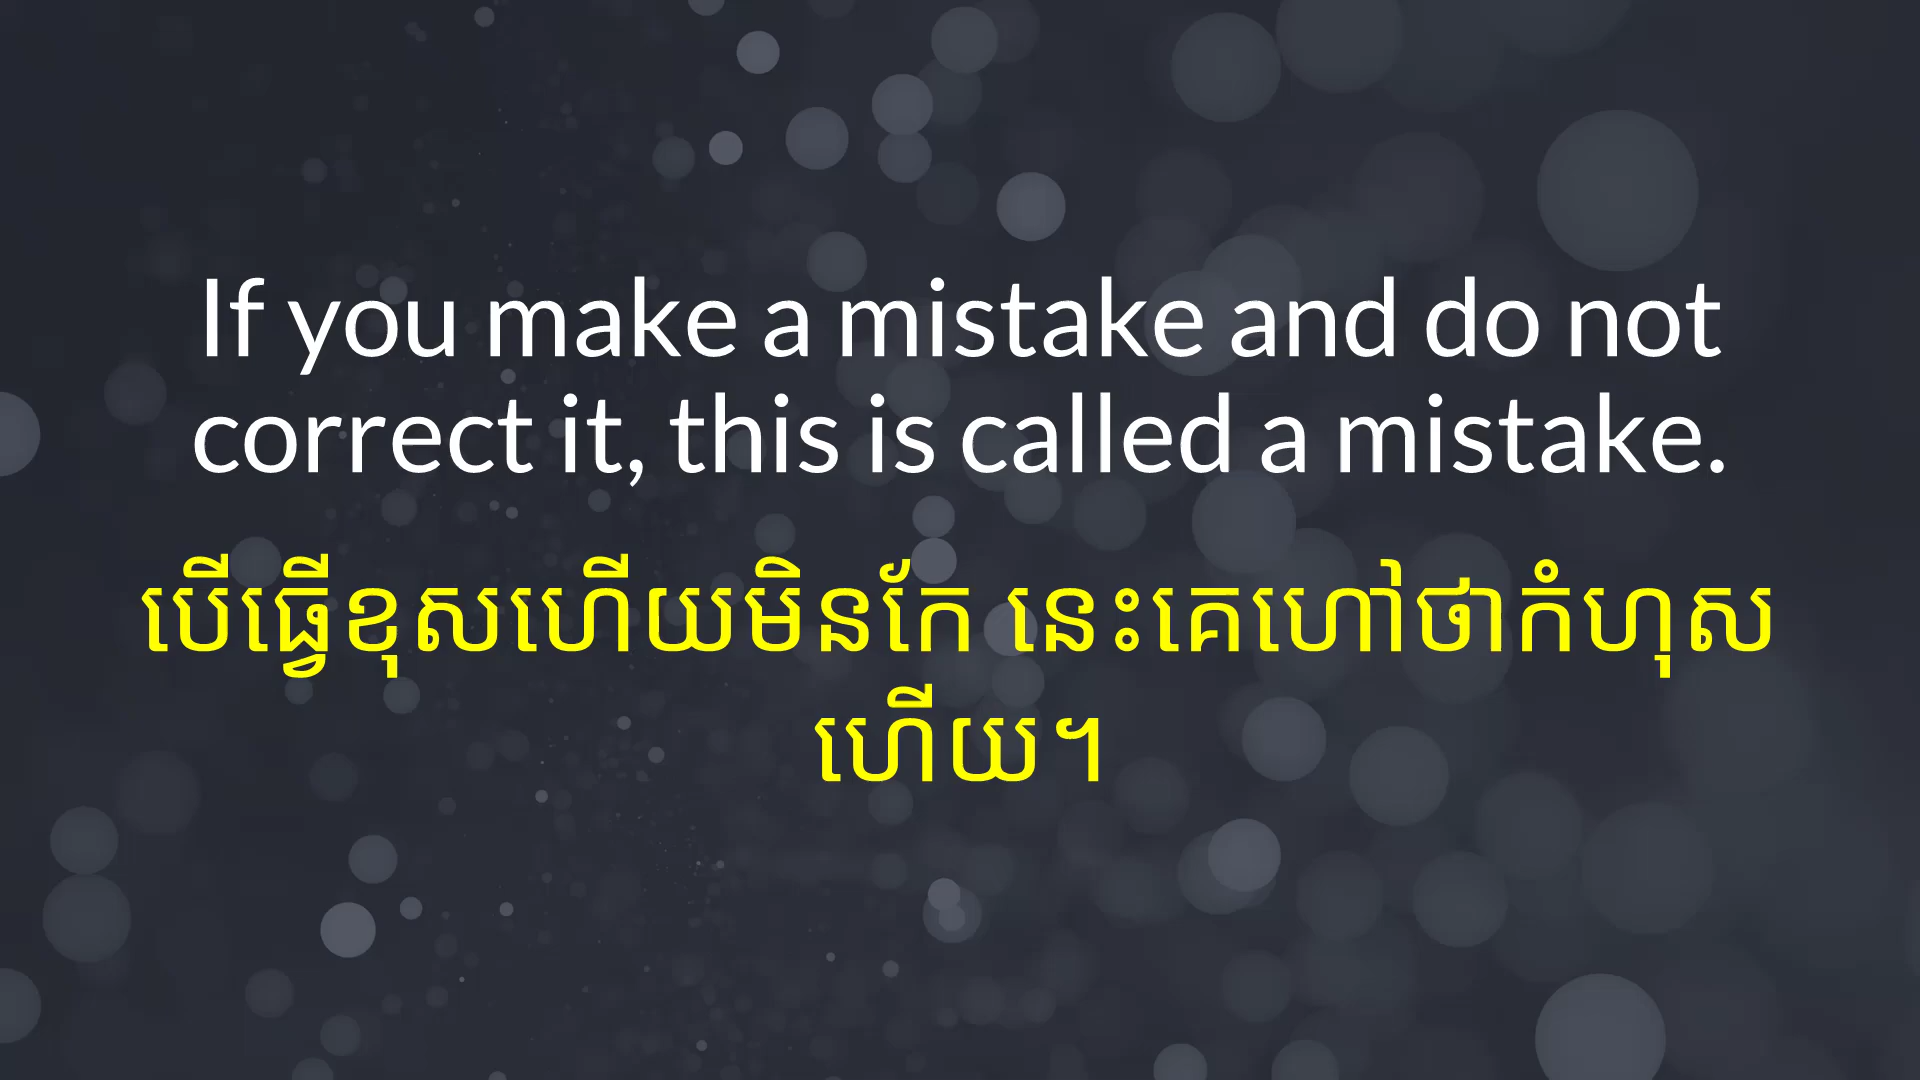 If you make a mistake and do not
correct it, this is called a mistake.
បើធ្វើខុសហើយមិនកែ នេះគេហៅថាកំហុស
ហើយ។